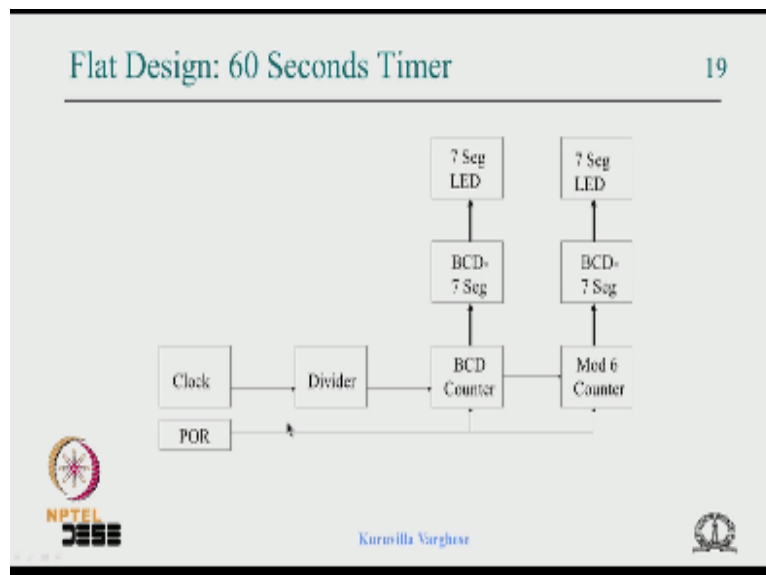 Flat Design: 60 Seconds Timer
19
7 Seg
LED
7 Seg
LED
BCD-
7 Seg
BCD-
7 Seg
Clock
Divider
BCD
Counter
Mod 6
Counter
POR
NPTEL
DESE
Kuruvilla Varghese